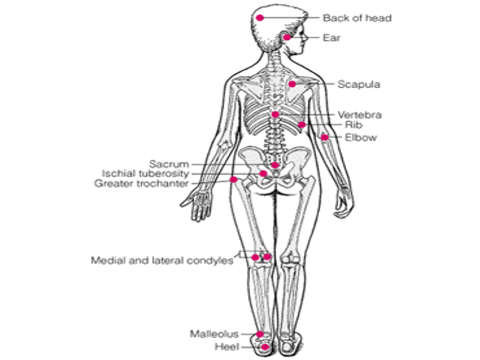 Back of head
Ear
Scapula
Vertebra
Rib
Elbow
Sacrum
Ischial tuberosity
Greater trochanter
Medial and lateral condyles
Malleolus
Heel